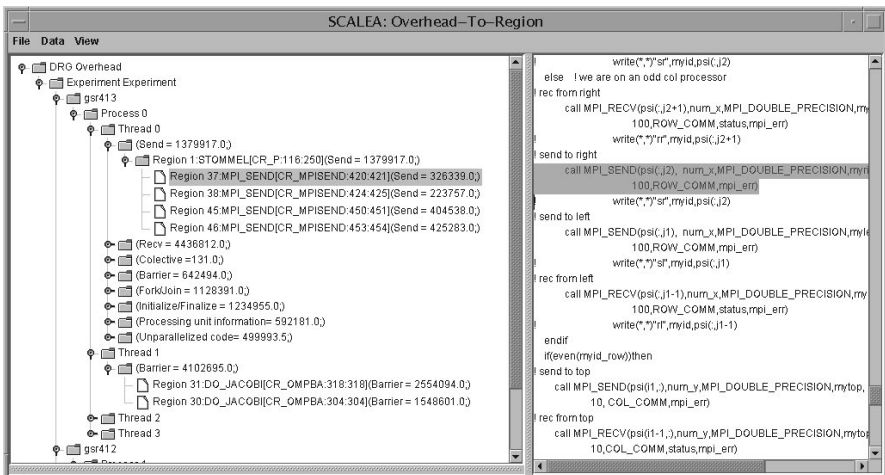 SCALEA: Overhead-To-Region
File Data View
DRG Overhead
Experiment Experiment
gsr413
Process 0
Thread 0
(Send = 1379917.0;)
Region 1:STOMMEL[CR_P:116:250](Send = 1379917.0;)
Region 37:MPI_SEND[CR_MPISEND:420:421](Send = 326339.0;)
Region 38:MPI_SEND[CR_MPISEND:424:425](Send = 223757.0;)
Region 45:MPI_SEND[CR_MPISEND:450:451](Send = 404538.0;)
Region 46:MPI_SEND[CR_MPISEND:453:454](Send = 425283.0;)
(Recv = 4436812.0;)
(Colective =131.0;)
(Barrier = 642494.0;)
(Fork/Join = 1128391.0;)
(Initialize/Finalize = 1234955.0;)
(Processing unit information= 592181.0;)
(Unparallelized code= 499993.5;)
Thread 1
(Barrier = 4102695.0;)
Region 31:DO_JACOBI[CR_OMPBA:318:318](Barrier = 2554094.0;)
Region 30:DO_JACOBI[CR_OMPBA:304:304](Barrier = 1548601.0;)
Thread 2
Thread 3
gsr412
! write(*,*)"sr",myid,psi(:,j2)
else ! we are on an odd col processor
! rec from right
call MPI_RECV(psi(:,j2+1),num_x,MPI_DOUBLE_PRECISION,my
100,ROW_COMM,status,mpi_err)
! write(*,*)"rr",myid,psi(:,j2+1)
! send to right
call MPI_SEND(psi(:,j2), num_x,MPI_DOUBLE_PRECISION,myri
100,ROW_COMM,mpi_err)
! write(*,*)"sr",myid,psi(:,j2)
! send to left
call MPI_SEND(psi(:,j1), num_x,MPI_DOUBLE_PRECISION,myle
100,ROW_COMM,mpi_err)
! write(*,*)"sl",myid,psi(:,j1)
! rec from left
call MPI_RECV(psi(:,j1-1),num_x,MPI_DOUBLE_PRECISION,my
100,ROW_COMM,status,mpi_err)
! write(*,*)"rl",myid,psi(:,j1-1)
endif
if(even(myid_row))then
! send to top
call MPI_SEND(psi(i1,:),num_y,MPI_DOUBLE_PRECISION,mytop,
10, COL_COMM,mpi_err)
! rec from top
call MPI_RECV(psi(i1-1,:),num_y,MPI_DOUBLE_PRECISION,mytop
10,COL_COMM,status,mpi_err)